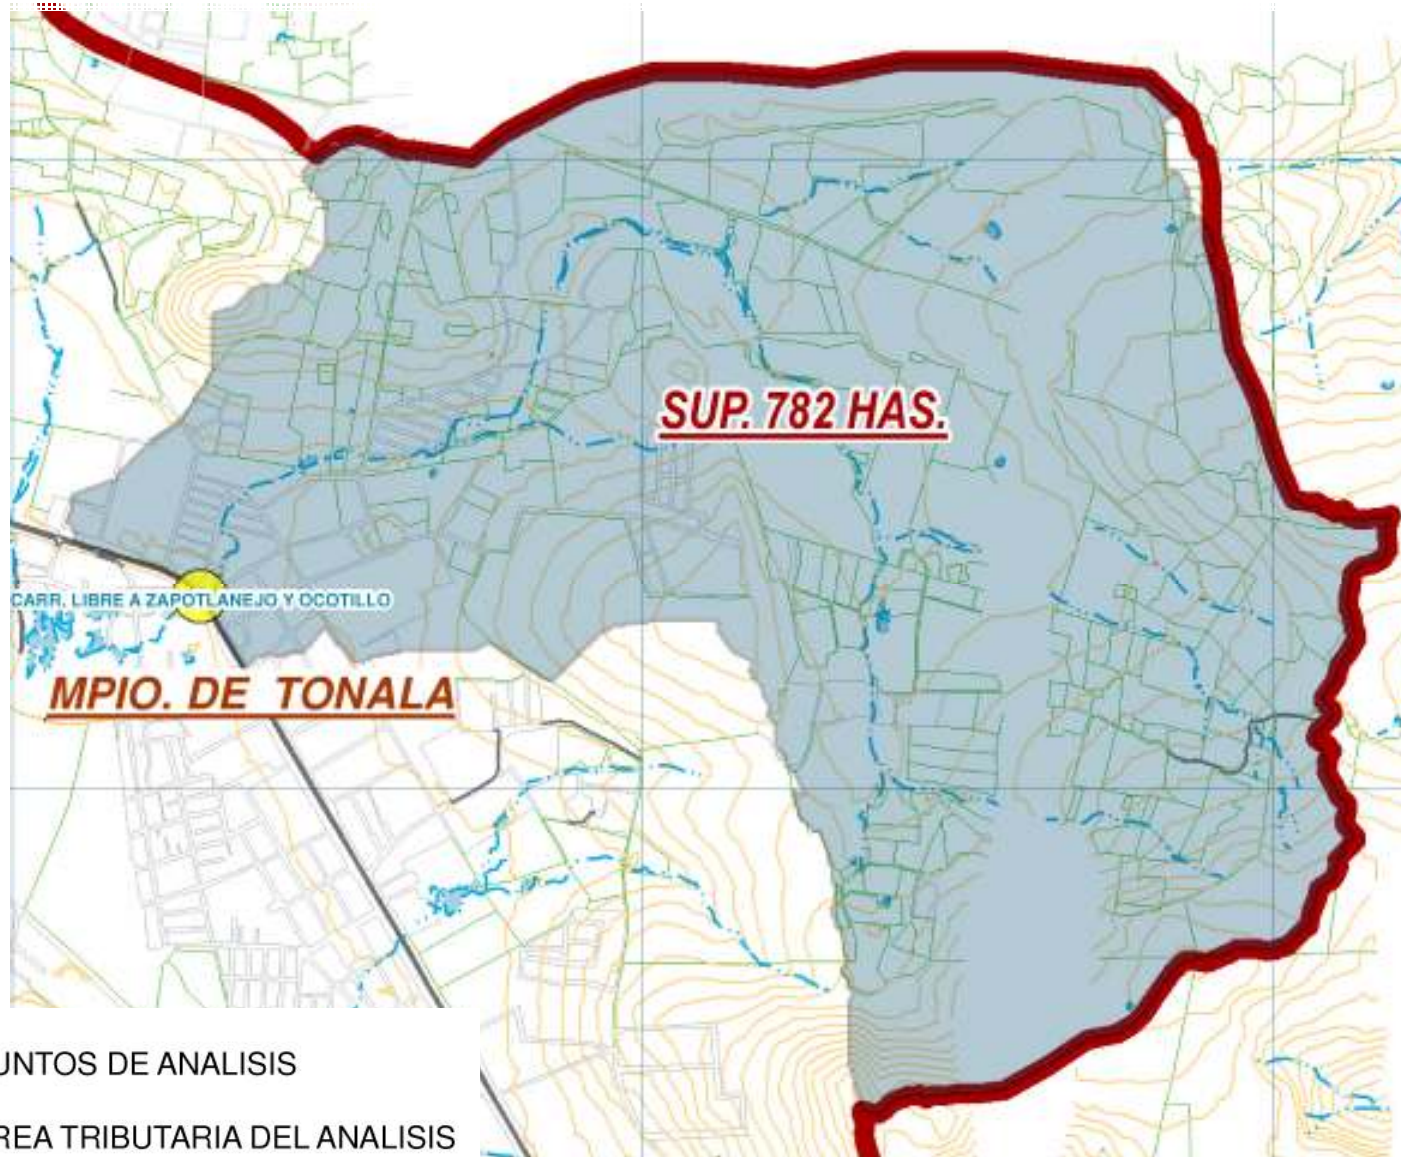 SUP. 782 HAS.
CARR. LIBRE A ZAPOTLANEJO Y OCOTILLO
MPIO. DE TONALA
UNTOS DE ANALISIS
REA TRIBUTARIA DEL ANALISIS